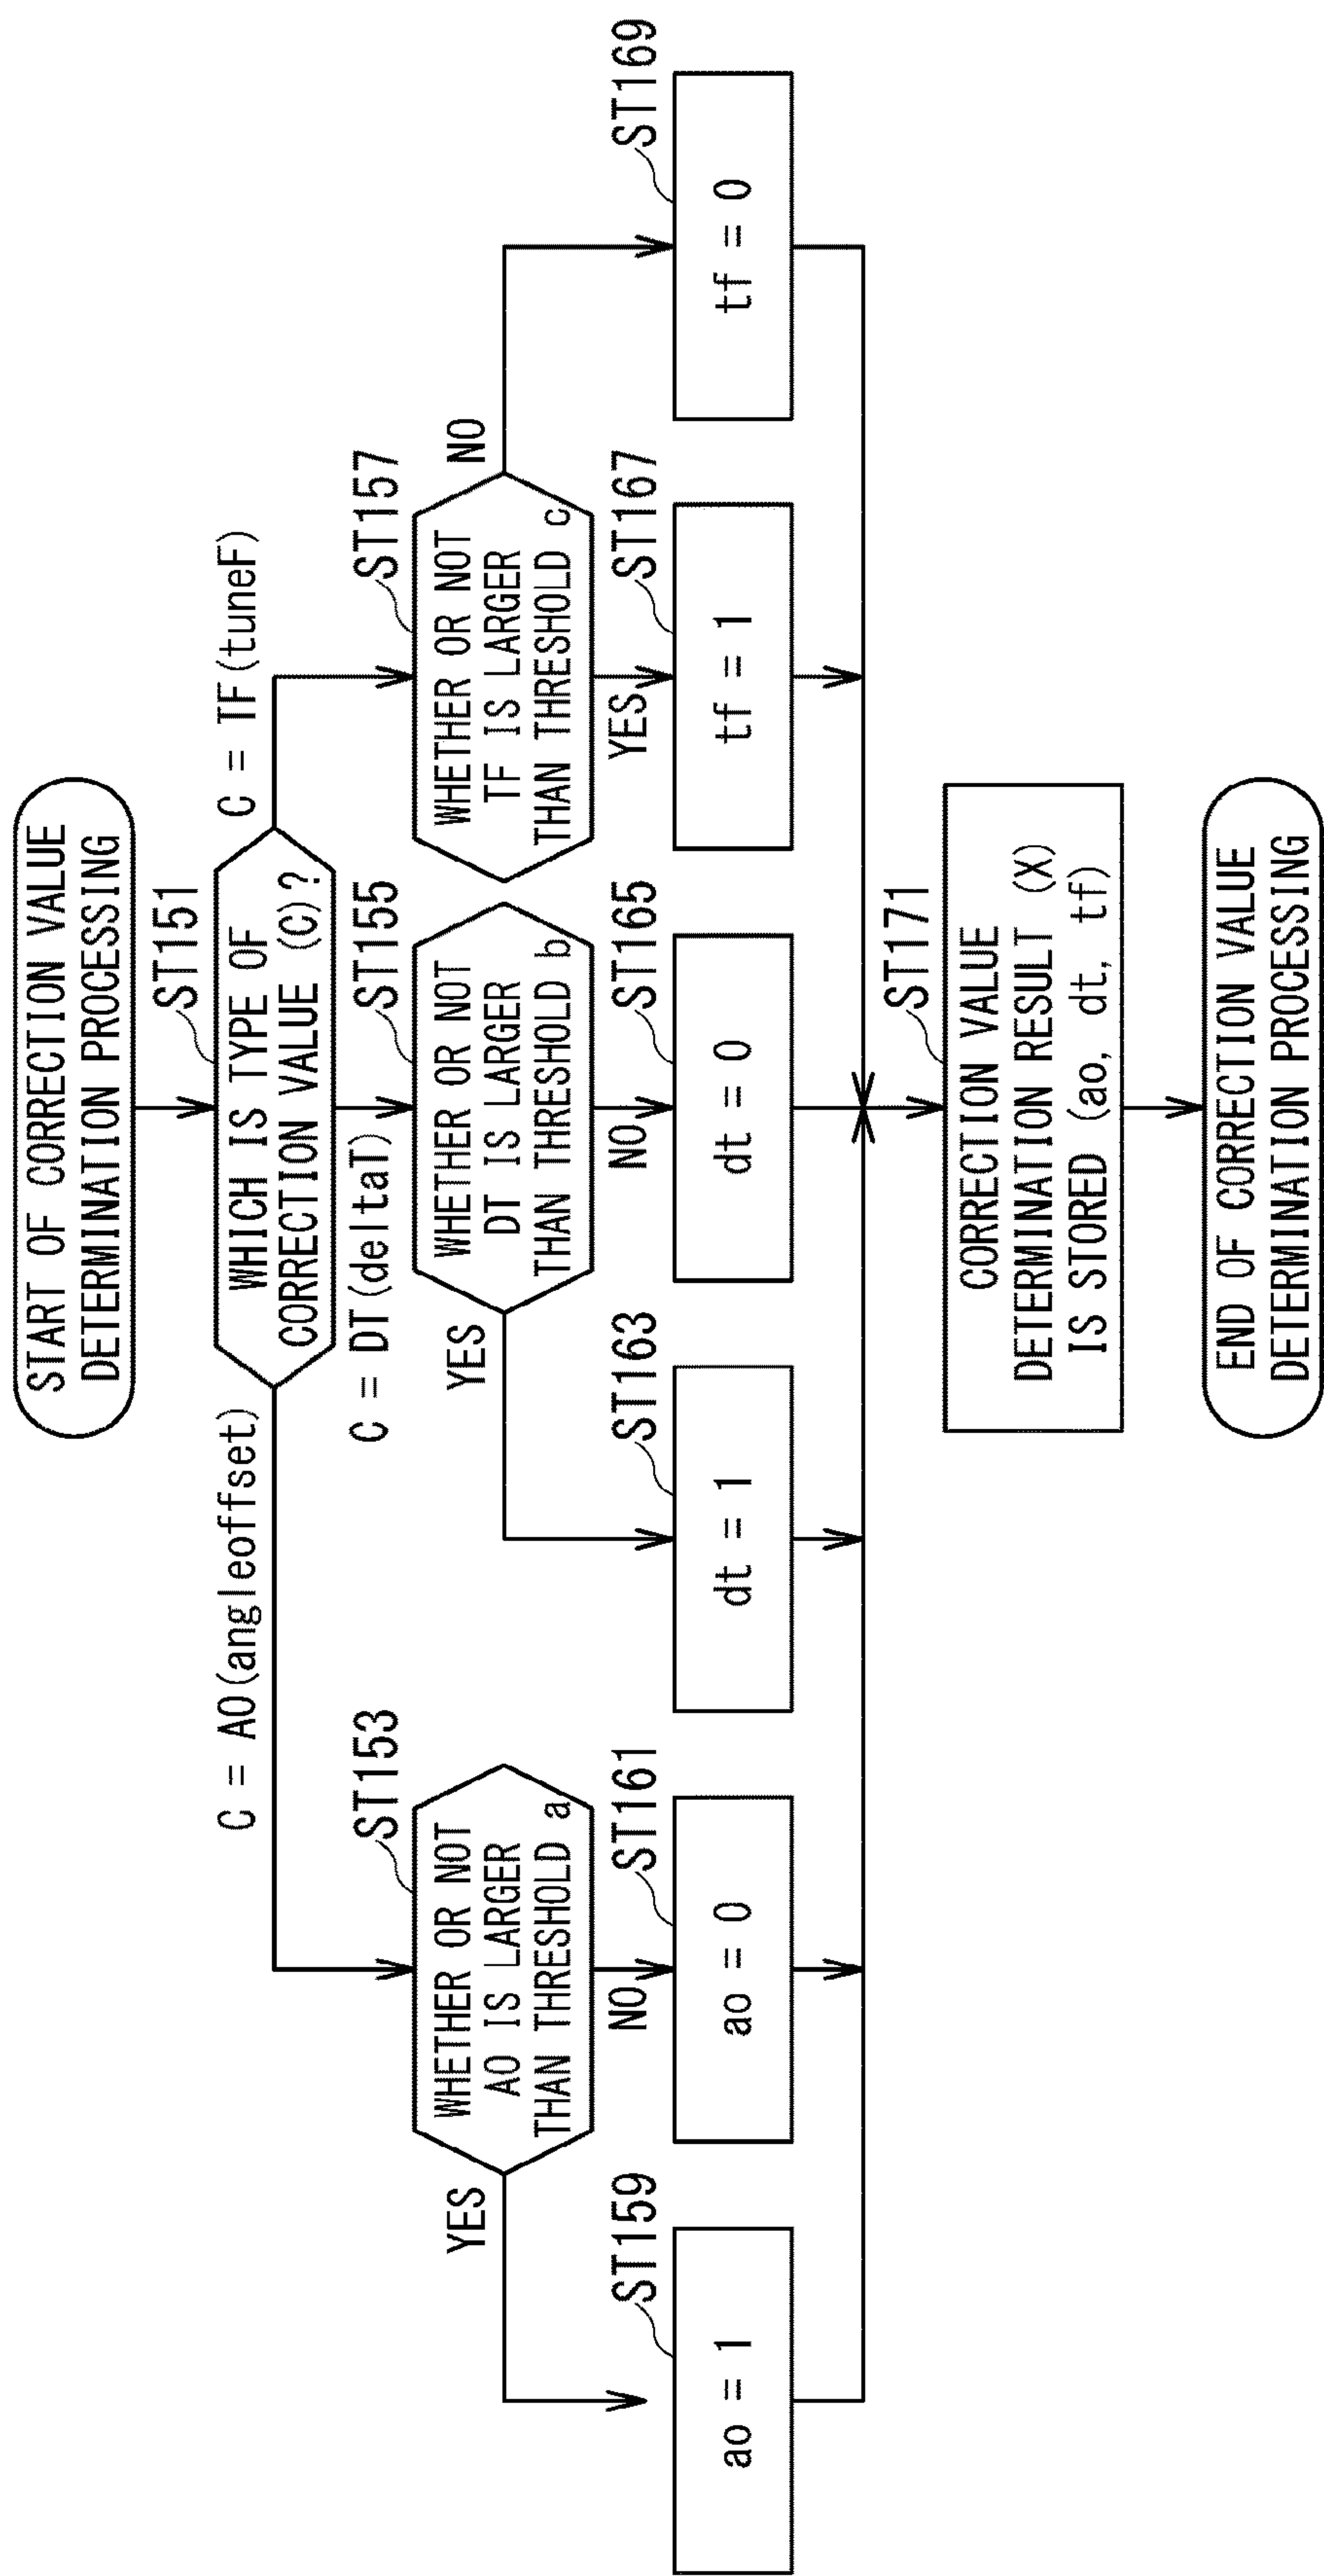 START OF CORRECTION VALUE
DETERMINATION PROCESSING
ST151
WHICH IS TYPE OF
CORRECTION VALUE (C)?
C = AO(angleoffset)
C = DT(deltaT)
C = TF(tuneF)
ST153
WHETHER OR NOT
AO IS LARGER
THAN THRESHOLD a
YES
NO
ST155
WHETHER OR NOT
DT IS LARGER
THAN THRESHOLD b
YES
NO
ST157
WHETHER OR NOT
TF IS LARGER
THAN THRESHOLD c
YES
NO
ST159
ao = 1
ST161
ao = 0
ST163
dt = 1
ST165
dt = 0
ST167
tf = 1
ST169
tf = 0
ST171
CORRECTION VALUE
DETERMINATION RESULT (X)
IS STORED (ao, dt, tf)
END OF CORRECTION VALUE
DETERMINATION PROCESSING